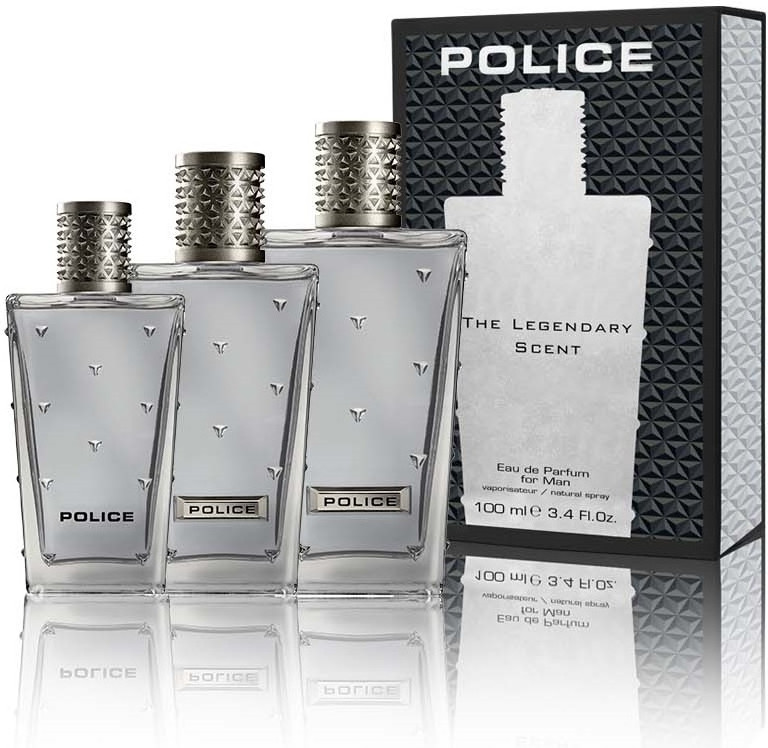 POLICE
THE LEGENDARY
SCENT
Eau de Parfum
for Man
vaporisateur / natural spray
100 ml ℮ 3.4 Fl.Oz.
POLICE
POLICE
POLICE